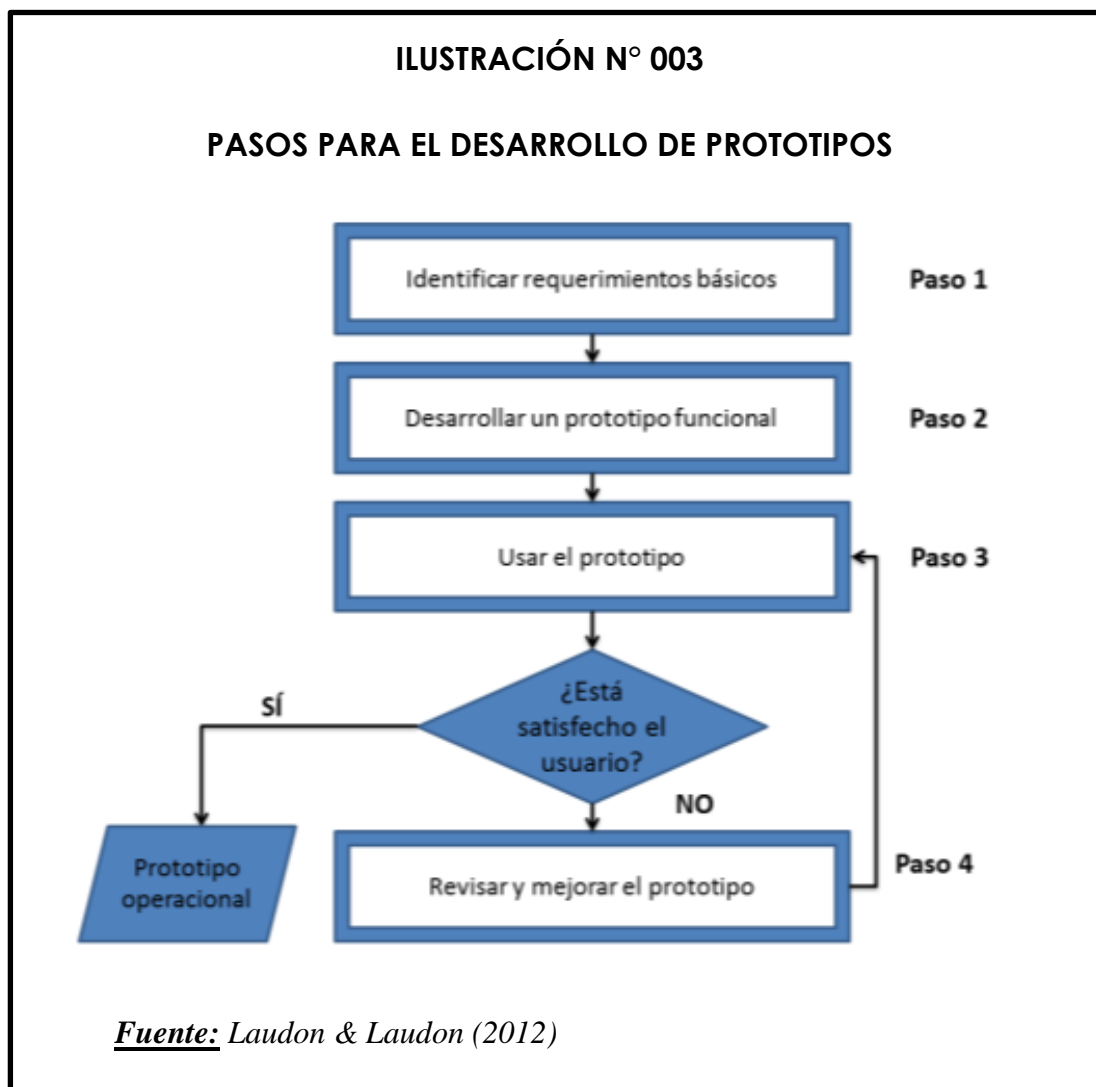 ILUSTRACIÓN N° 003
PASOS PARA EL DESARROLLO DE PROTOTIPOS
Identificar requerimientos básicos
Paso 1
Desarrollar un prototipo funcional
Paso 2
Usar el prototipo
Paso 3
¿Está
satisfecho el
usuario?
SÍ
NO
Prototipo
operacional
Revisar y mejorar el prototipo
Paso 4
Fuente: Laudon & Laudon (2012)